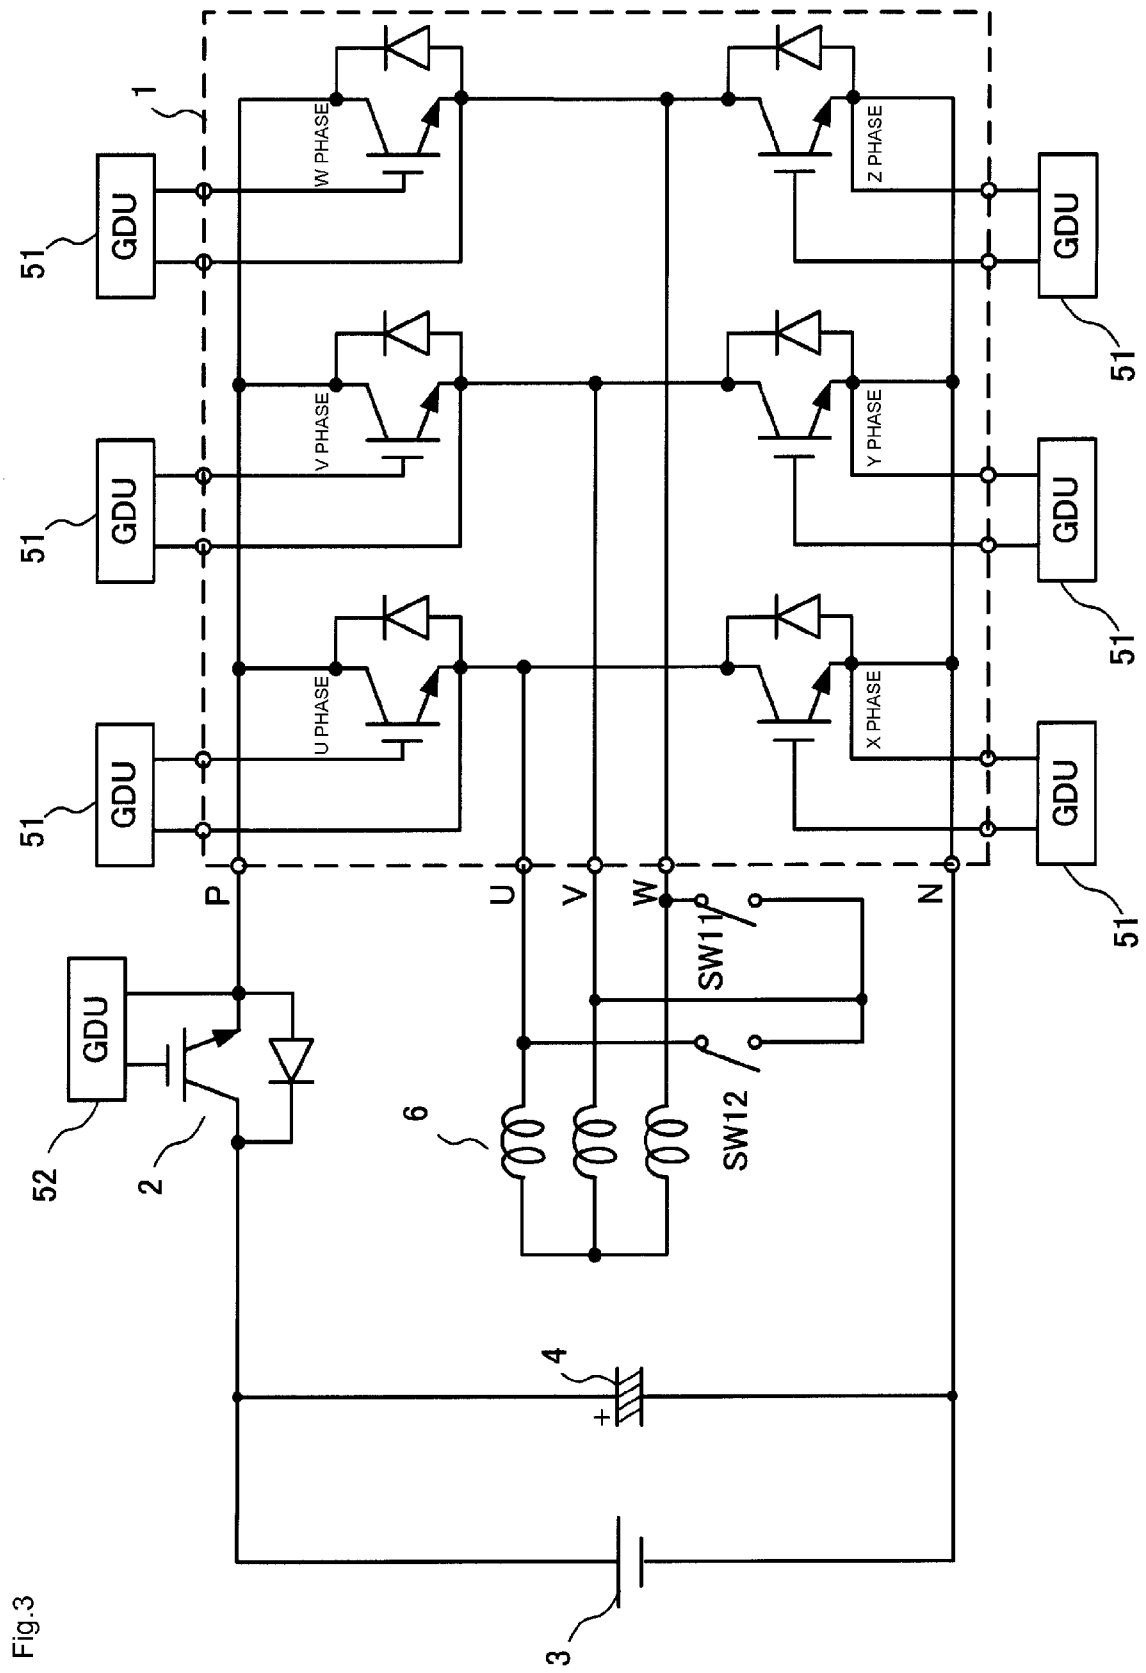 Fig.3
1
51
GDU
51
GDU
51
GDU
52
GDU
2
P
U
V
W
N
U PHASE
V PHASE
W PHASE
X PHASE
Y PHASE
Z PHASE
SW11
SW12
6
4
+
3
GDU
51
GDU
51
GDU
51